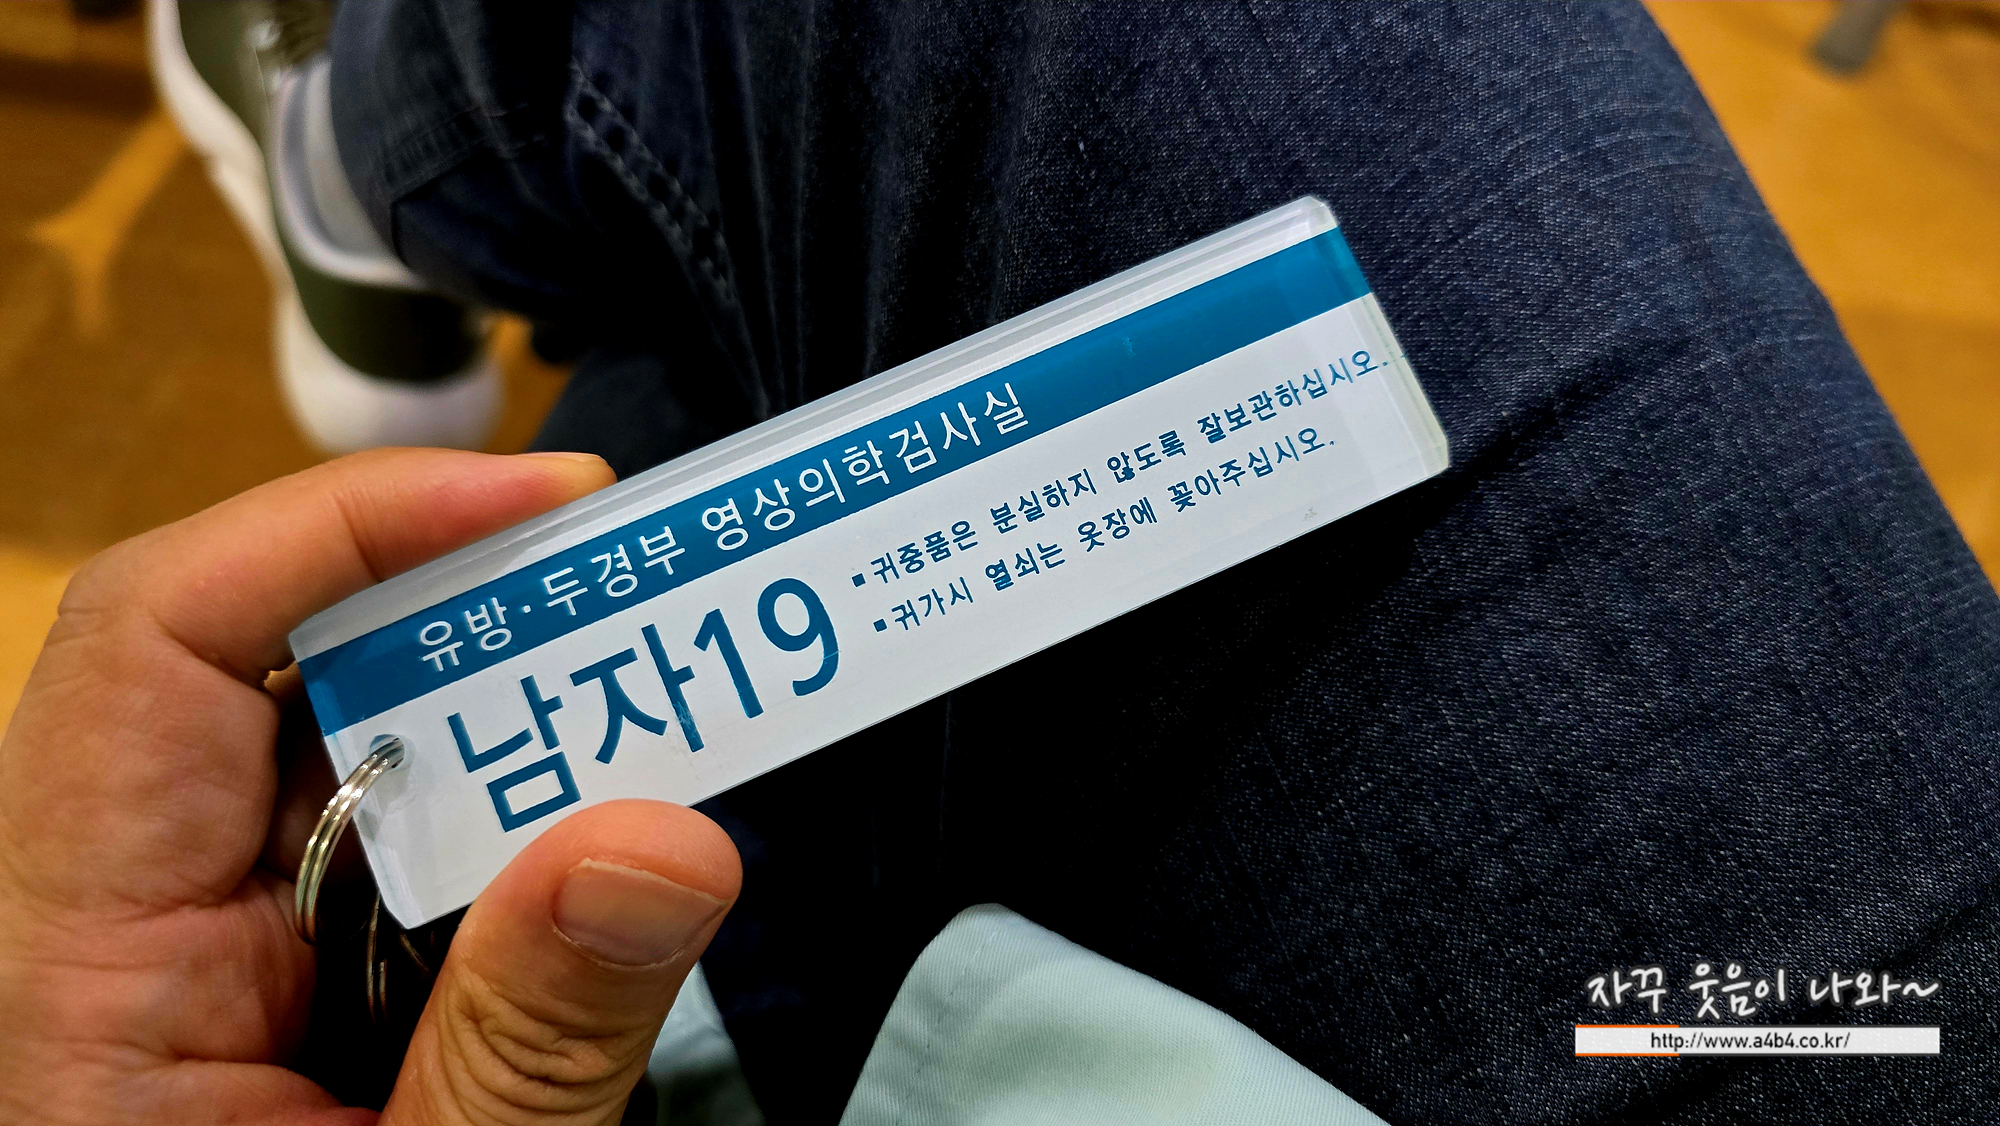 유방·두경부 영상의학검사실
남자19
▪ 귀중품은 분실하지 않도록 잘보관하십시오.
▪ 귀가시 열쇠는 옷장에 꽂아주십시오.
자꾸 웃음이 나와~
http://www.a4b4.co.kr/